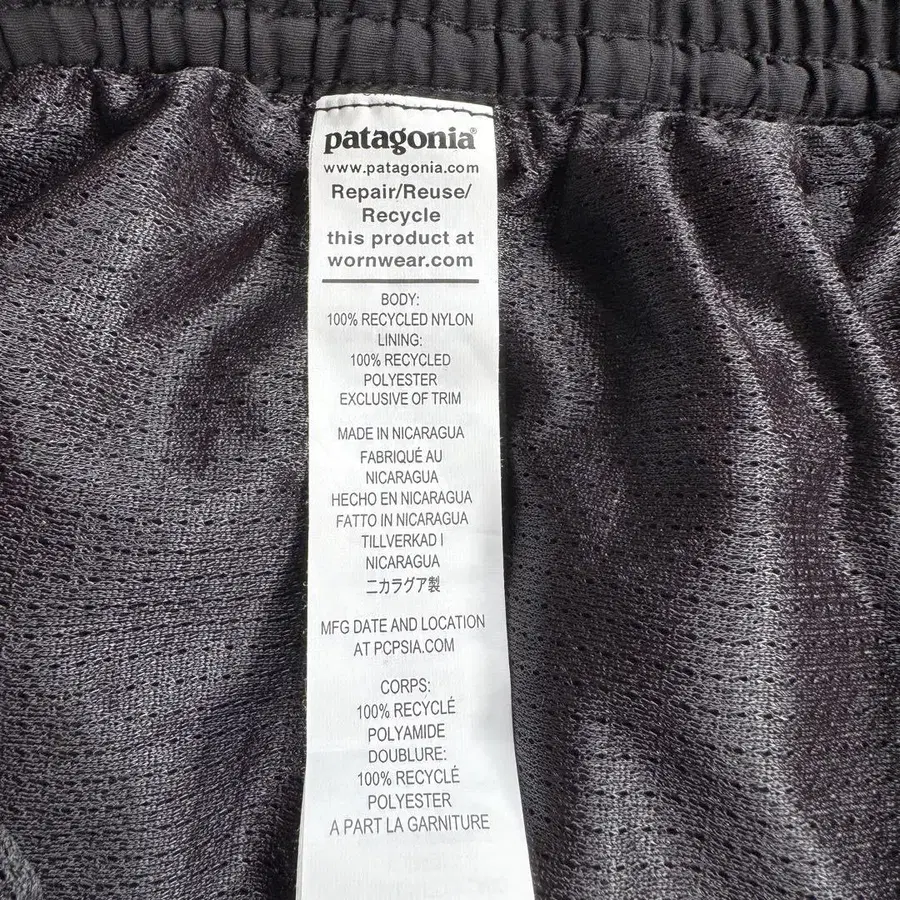 patagonia®
www.patagonia.com
Repair/Reuse/
Recycle
this product at
wornwear.com
BODY:
100% RECYCLED NYLON
LINING:
100% RECYCLED
POLYESTER
EXCLUSIVE OF TRIM
MADE IN NICARAGUA
FABRIQUÉ AU
NICARAGUA
HECHO EN NICARAGUA
FATTO IN NICARAGUA
TILLVERKAD I
NICARAGUA
ニカラグア製
MFG DATE AND LOCATION
AT PCPSIA.COM
CORPS:
100% RECYCLÉ
POLYAMIDE
DOUBLURE:
100% RECYCLÉ
POLYESTER
A PART LA GARNITURE